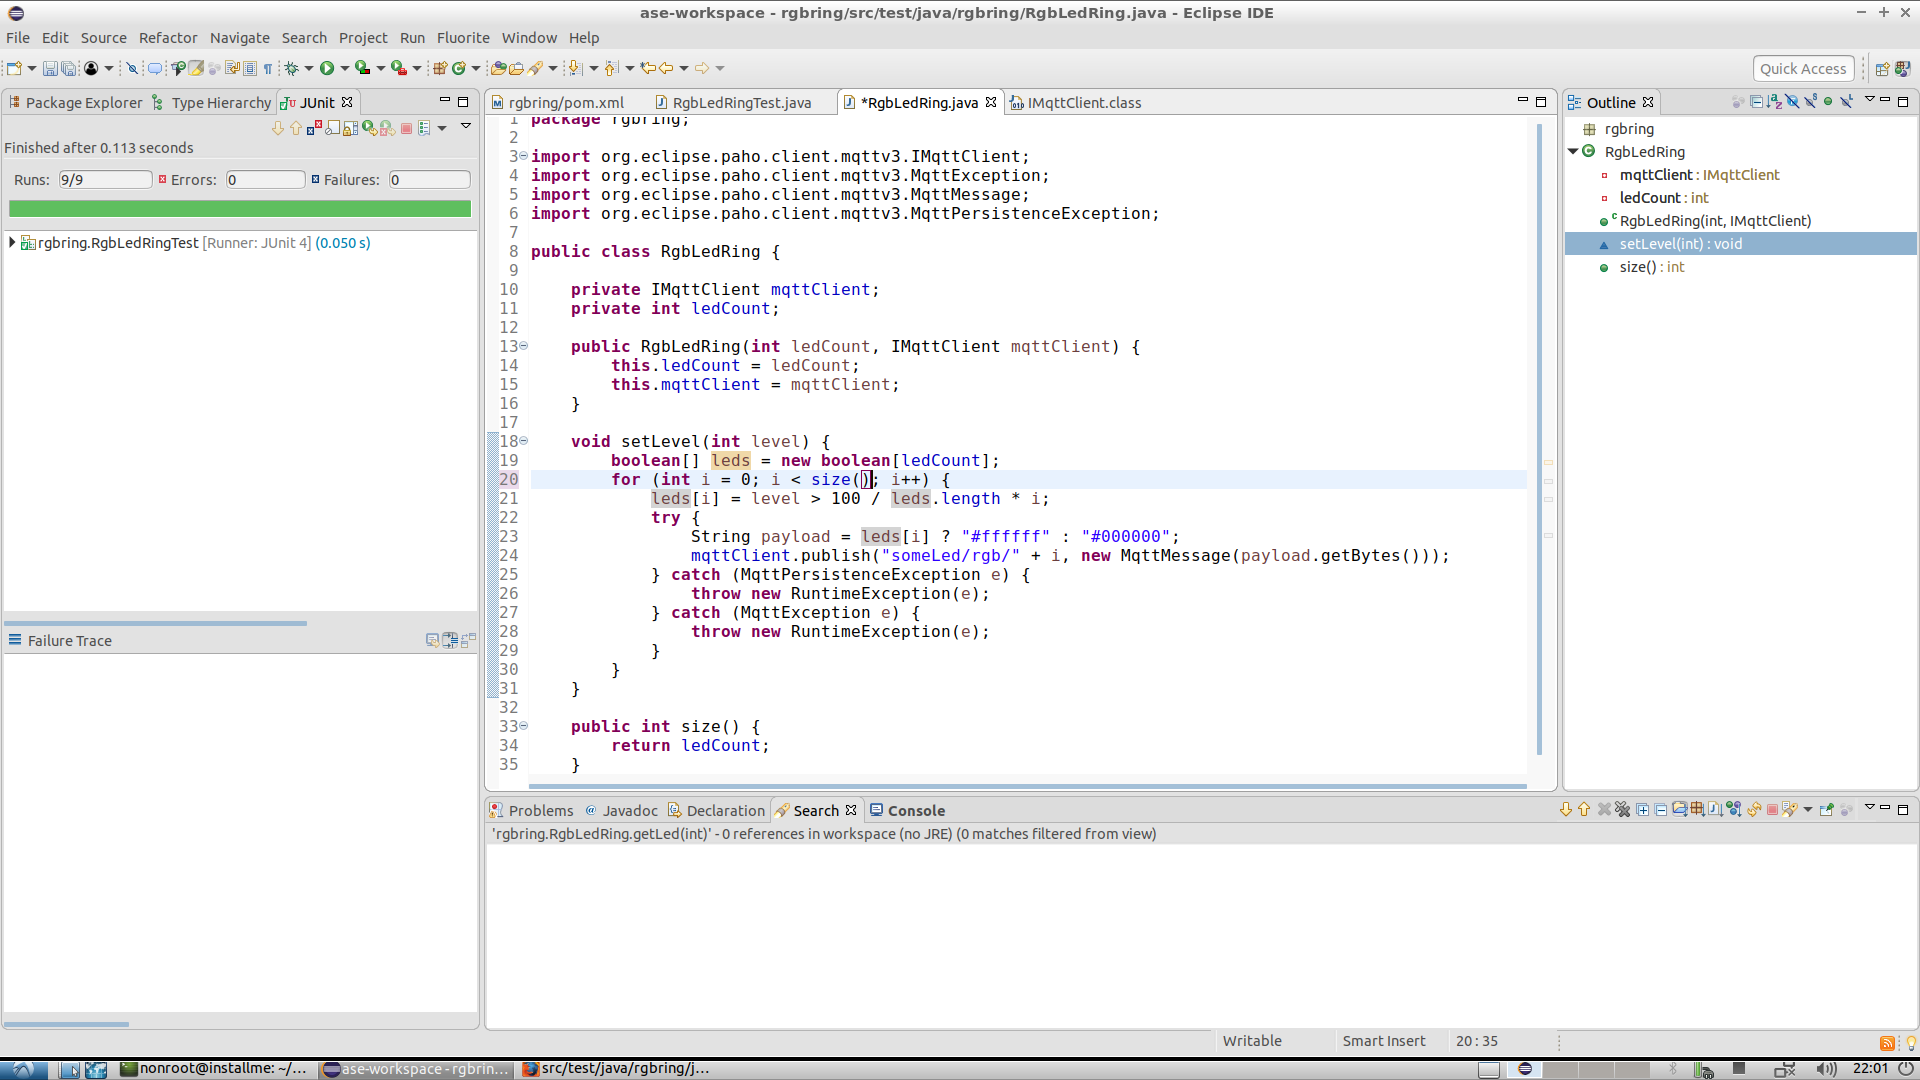 ase-workspace - rgbring/src/test/java/rgbring/RgbLedRing.java - Eclipse IDE
File Edit Source Refactor Navigate Search Project Run Fluorite Window Help
Quick Access
Package Explorer Type Hierarchy JUnit
Finished after 0.113 seconds
Runs: 9/9 Errors: 0 Failures: 0
rgbring.RgbLedRingTest [Runner: JUnit 4] (0.050 s)
Failure Trace
rgbring/pom.xml RgbLedRingTest.java *RgbLedRing.java IMqttClient.class
1 package rgbring;
2
3 import org.eclipse.paho.client.mqttv3.IMqttClient;
4 import org.eclipse.paho.client.mqttv3.MqttException;
5 import org.eclipse.paho.client.mqttv3.MqttMessage;
6 import org.eclipse.paho.client.mqttv3.MqttPersistenceException;
7
8 public class RgbLedRing {
9
10 private IMqttClient mqttClient;
11 private int ledCount;
12
13 public RgbLedRing(int ledCount, IMqttClient mqttClient) {
14 this.ledCount = ledCount;
15 this.mqttClient = mqttClient;
16 }
17
18 void setLevel(int level) {
19 boolean[] leds = new boolean[ledCount];
20 for (int i = 0; i < size(); i++) {
21 leds[i] = level > 100 / leds.length * i;
22 try {
23 String payload = leds[i] ? "#ffffff" : "#000000";
24 mqttClient.publish("someLed/rgb/" + i, new MqttMessage(payload.getBytes()));
25 } catch (MqttPersistenceException e) {
26 throw new RuntimeException(e);
27 } catch (MqttException e) {
28 throw new RuntimeException(e);
29 }
30 }
31 }
32
33 public int size() {
34 return ledCount;
35 }
Outline
rgbring
RgbLedRing
mqttClient : IMqttClient
ledCount : int
RgbLedRing(int, IMqttClient)
setLevel(int) : void
size() : int
Problems Javadoc Declaration Search Console
'rgbring.RgbLedRing.getLed(int)' - 0 references in workspace (no JRE) (0 matches filtered from view)
Writable Smart Insert 20 : 35
nonroot@installme: ~/... ase-workspace - rgbrin... src/test/java/rgbring/j... 22:01